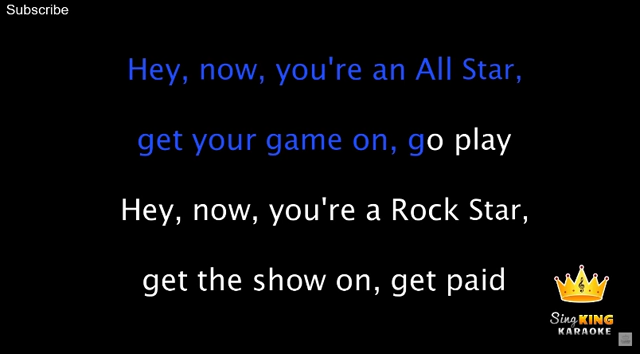 Subscribe
Hey, now, you're an All Star,
get your game on, go play
Hey, now, you're a Rock Star,
get the show on, get paid
Sing KING
KARAOKE